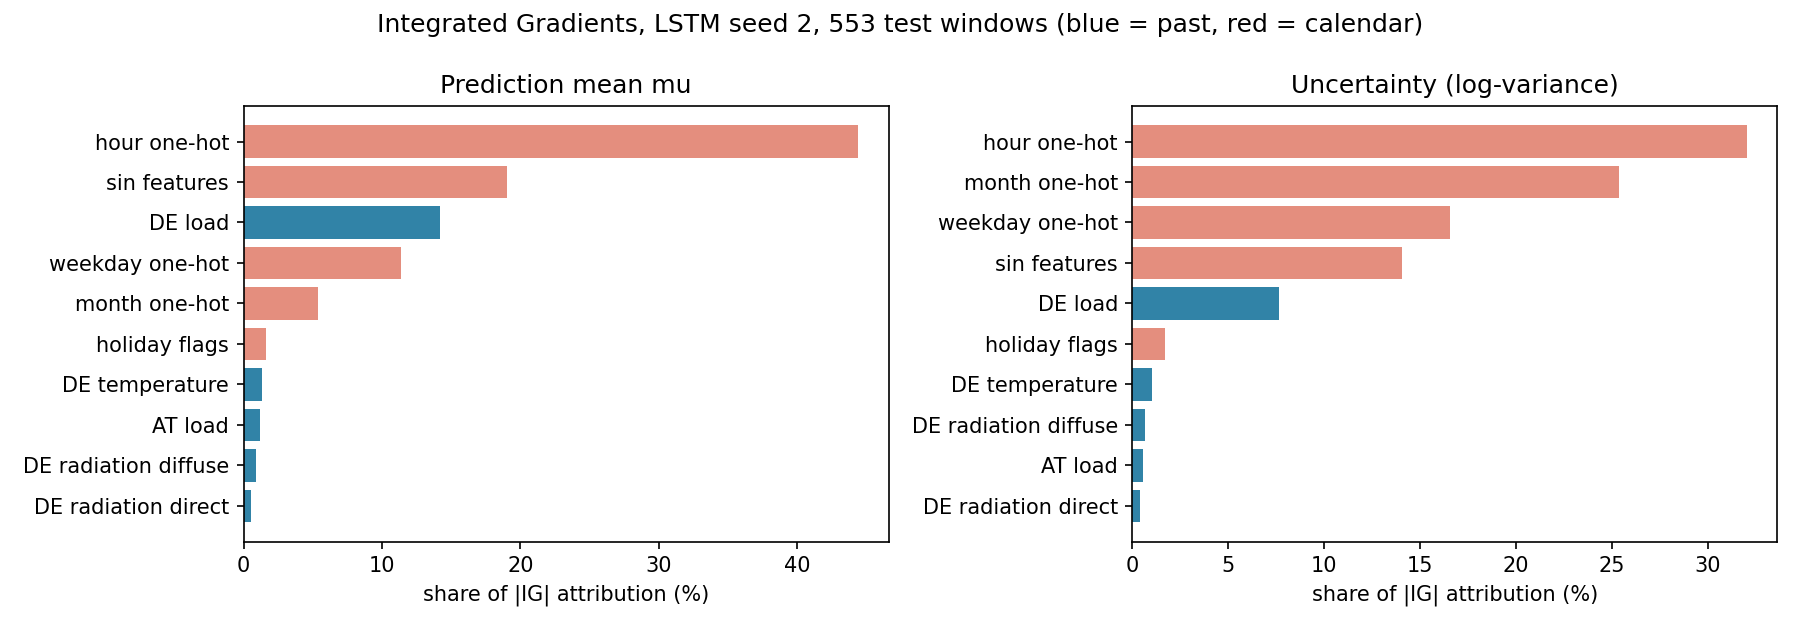 Integrated Gradients, LSTM seed 2, 553 test windows (blue = past, red = calendar)
Prediction mean mu
hour one-hot
sin features
DE load
weekday one-hot
month one-hot
holiday flags
DE temperature
AT load
DE radiation diffuse
DE radiation direct
0 10 20 30 40
share of |IG| attribution (%)
Uncertainty (log-variance)
hour one-hot
month one-hot
weekday one-hot
sin features
DE load
holiday flags
DE temperature
DE radiation diffuse
AT load
DE radiation direct
0 5 10 15 20 25 30
share of |IG| attribution (%)